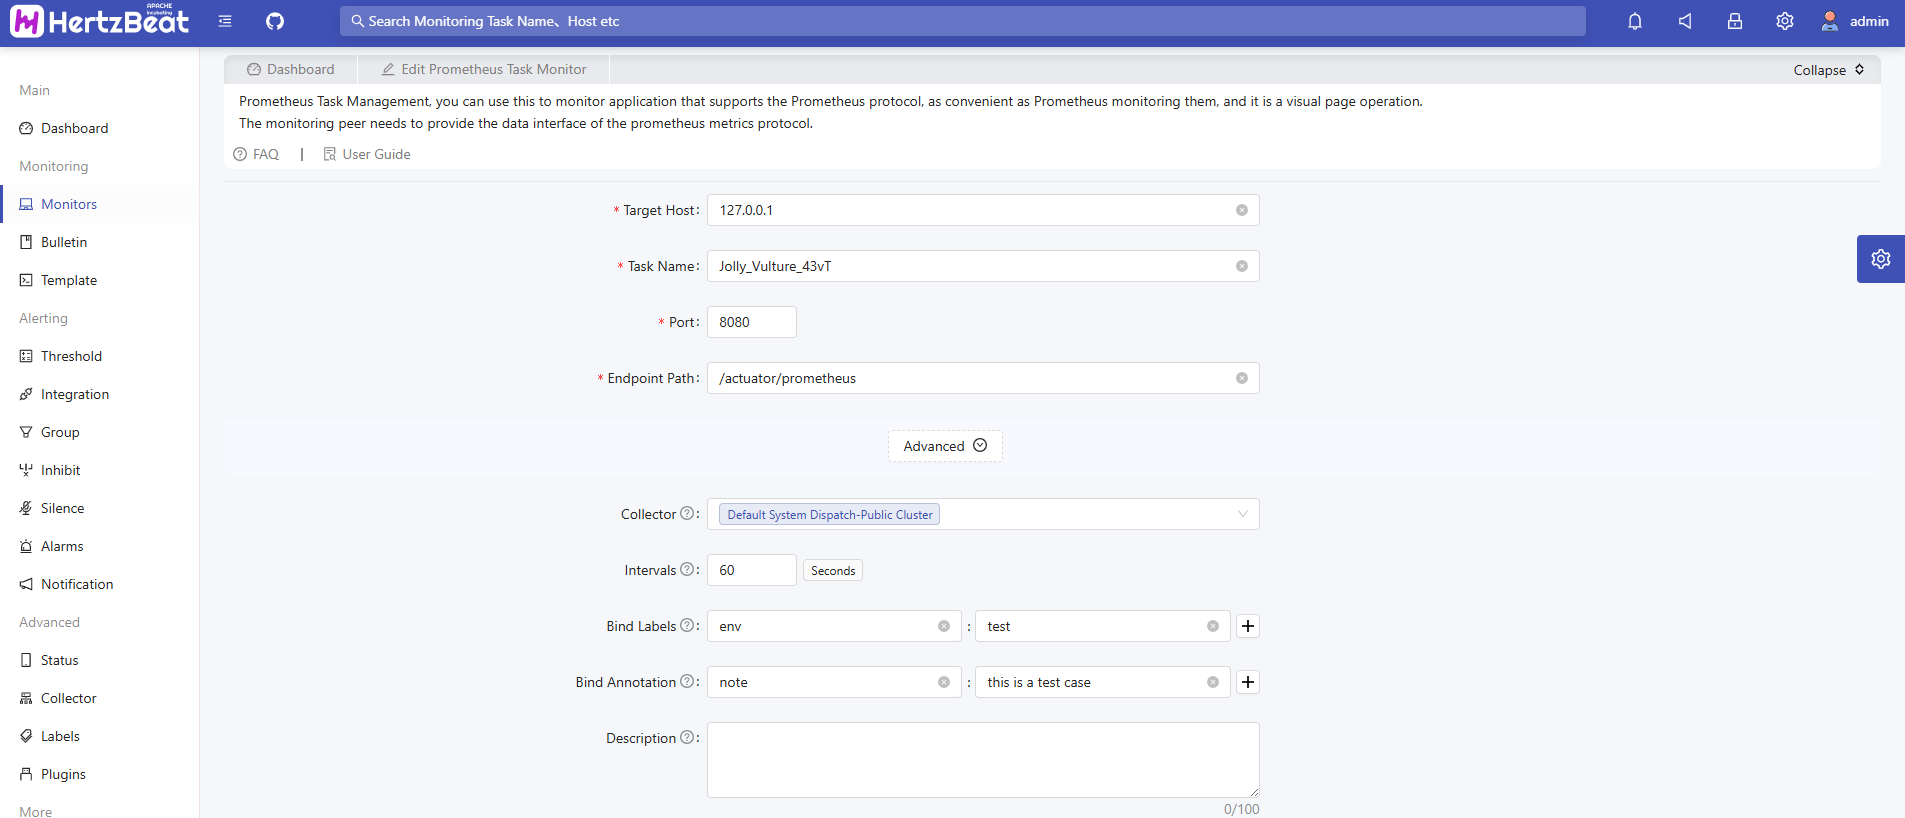 APACHE
incubating
HertzBeat
Search Monitoring Task Name、Host etc
admin
Main
Dashboard
Monitoring
Monitors
Bulletin
Template
Alerting
Threshold
Integration
Group
Inhibit
Silence
Alarms
Notification
Advanced
Status
Collector
Labels
Plugins
More
Dashboard
Edit Prometheus Task Monitor
Collapse
Prometheus Task Management, you can use this to monitor application that supports the Prometheus protocol, as convenient as Prometheus monitoring them, and it is a visual page operation.
The monitoring peer needs to provide the data interface of the prometheus metrics protocol.
FAQ | User Guide
* Target Host: 127.0.0.1
* Task Name: Jolly_Vulture_43vT
* Port: 8080
* Endpoint Path: /actuator/prometheus
Advanced
Collector : Default System Dispatch-Public Cluster
Intervals : 60 Seconds
Bind Labels : env : test
Bind Annotation : note : this is a test case
Description :
0/100